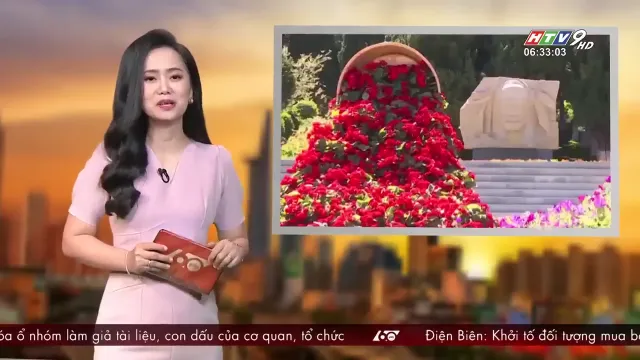 HTV9 HD
06:33:03
óa ổ nhóm làm giả tài liệu, con dấu của cơ quan, tổ chức 60 Điện Biên: Khởi tố đối tượng mua b